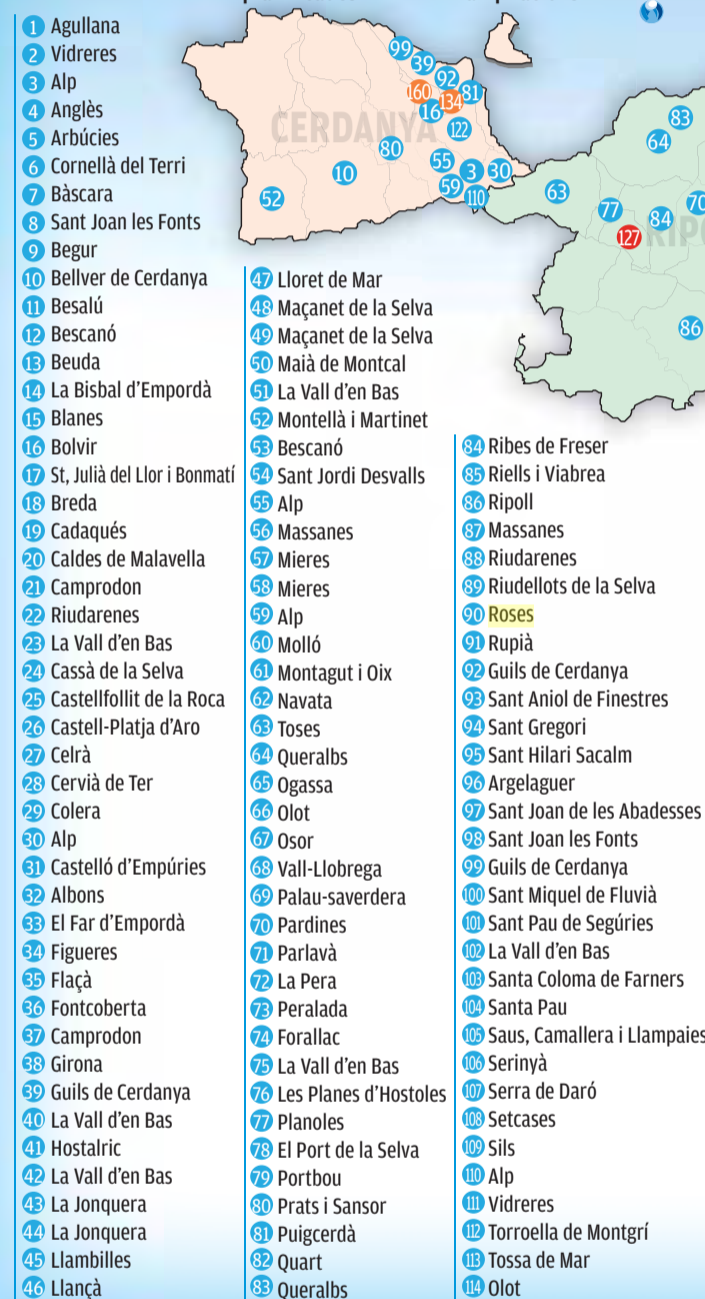 1 Agullana
2 Vidreres
3 Alp
4 Anglès
5 Arbúcies
6 Cornellà del Terri
7 Bàscara
8 Sant Joan les Fonts
9 Begur
10 Bellver de Cerdanya
11 Besalú
12 Bescanó
13 Beuda
14 La Bisbal d'Empordà
15 Blanes
16 Bolvir
17 St, Julià del Llor i Bonmatí
18 Breda
19 Cadaqués
20 Caldes de Malavella
21 Camprodon
22 Riudarenes
23 La Vall d'en Bas
24 Cassà de la Selva
25 Castellfollit de la Roca
26 Castell-Platja d'Aro
27 Celrà
28 Cervià de Ter
29 Colera
30 Alp
31 Castelló d'Empúries
32 Albons
33 El Far d'Empordà
34 Figueres
35 Flaçà
36 Fontcoberta
37 Camprodon
38 Girona
39 Guils de Cerdanya
40 La Vall d'en Bas
41 Hostalric
42 La Vall d'en Bas
43 La Jonquera
44 La Jonquera
45 Llambilles
46 Llançà
CERDANYA
99
39
92
160
134
81
16
122
80
55
10
3
30
59
110
52
83
64
63
77
84
70
127
RIPO
86
47 Lloret de Mar
48 Maçanet de la Selva
49 Maçanet de la Selva
50 Maià de Montcal
51 La Vall d'en Bas
52 Montellà i Martinet
53 Bescanó
54 Sant Jordi Desvalls
55 Alp
56 Massanes
57 Mieres
58 Mieres
59 Alp
60 Molló
61 Montagut i Oix
62 Navata
63 Toses
64 Queralbs
65 Ogassa
66 Olot
67 Osor
68 Vall-Llobrega
69 Palau-saverdera
70 Pardines
71 Parlavà
72 La Pera
73 Peralada
74 Forallac
75 La Vall d'en Bas
76 Les Planes d'Hostoles
77 Planoles
78 El Port de la Selva
79 Portbou
80 Prats i Sansor
81 Puigcerdà
82 Quart
83 Queralbs
84 Ribes de Freser
85 Riells i Viabrea
86 Ripoll
87 Massanes
88 Riudarenes
89 Riudellots de la Selva
90 Roses
91 Rupià
92 Guils de Cerdanya
93 Sant Aniol de Finestres
94 Sant Gregori
95 Sant Hilari Sacalm
96 Argelaguer
97 Sant Joan de les Abadesses
98 Sant Joan les Fonts
99 Guils de Cerdanya
100 Sant Miquel de Fluvià
101 Sant Pau de Segúries
102 La Vall d'en Bas
103 Santa Coloma de Farners
104 Santa Pau
105 Saus, Camallera i Llampaies
106 Serinyà
107 Serra de Daró
108 Setcases
109 Sils
110 Alp
111 Vidreres
112 Torroella de Montgrí
113 Tossa de Mar
114 Olot